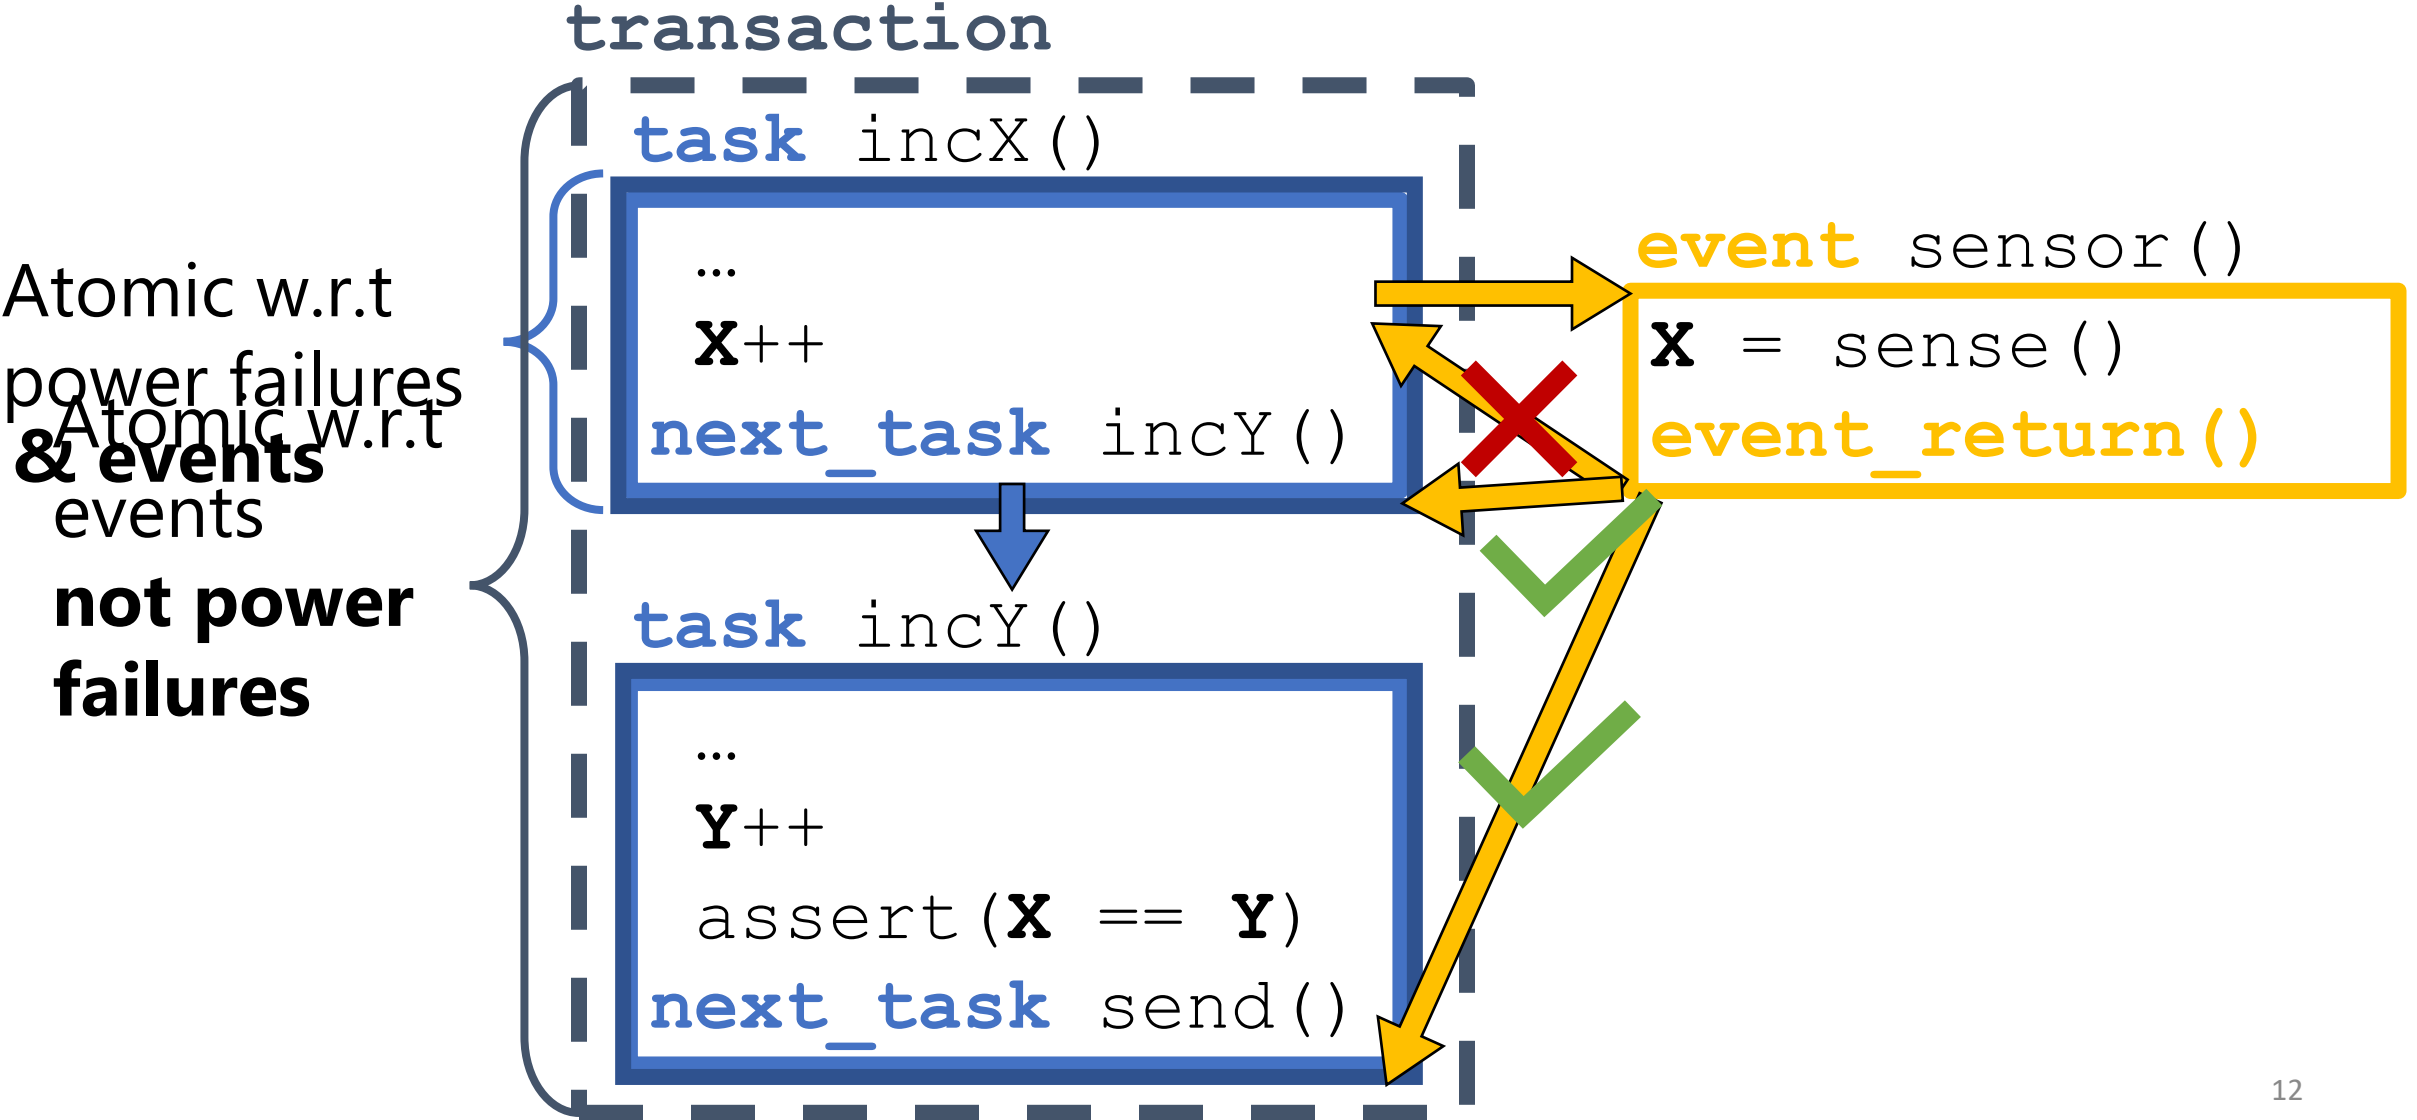 transaction
task incX()
…
X++
next_task incY()
Atomic w.r.t
power failures
& events
Atomic w.r.t
events
not power
failures
task incY()
…
Y++
assert(X == Y)
next_task send()
event sensor()
X = sense()
event_return()
12